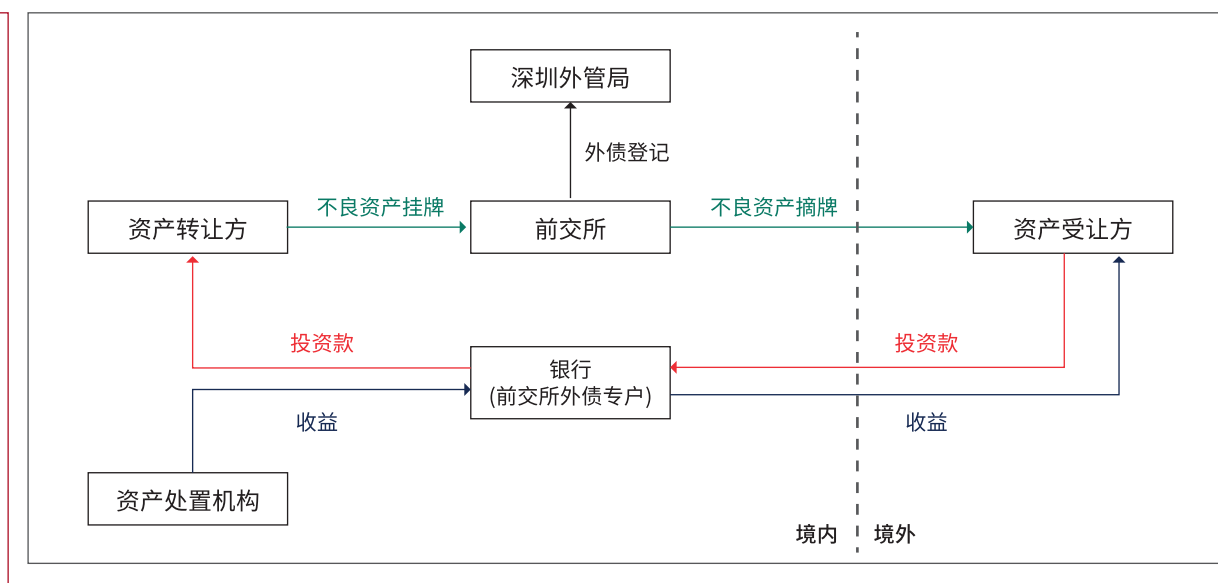 深圳外管局
外债登记
不良资产挂牌
不良资产摘牌
资产转让方
前交所
资产受让方
投资款
投资款
银行
(前交所外债专户)
收益
收益
资产处置机构
境内
境外